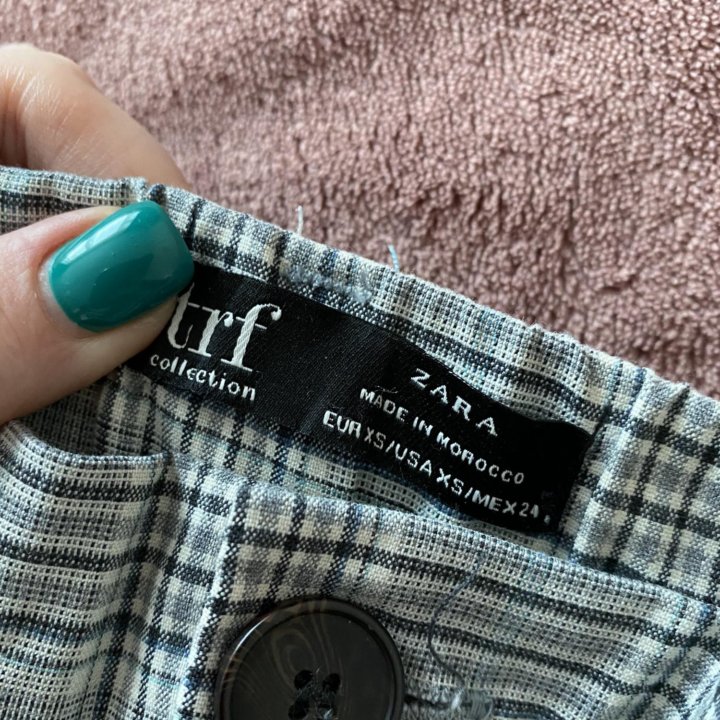 trf
collection
ZARA
MADE IN MOROCCO
EUR XS/USA XS/MEX 24